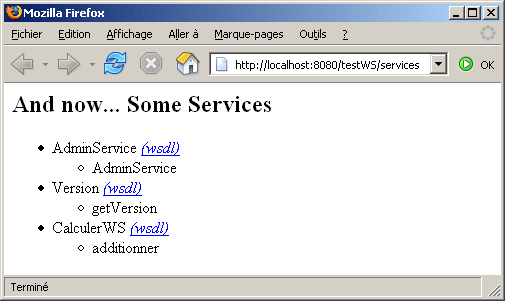 Mozilla Firefox
Fichier Edition Affichage Aller à Marque-pages Outils ?
http://localhost:8080/testWS/services OK
And now... Some Services
AdminService (wsdl)
AdminService
Version (wsdl)
getVersion
CalculerWS (wsdl)
additionner
Terminé